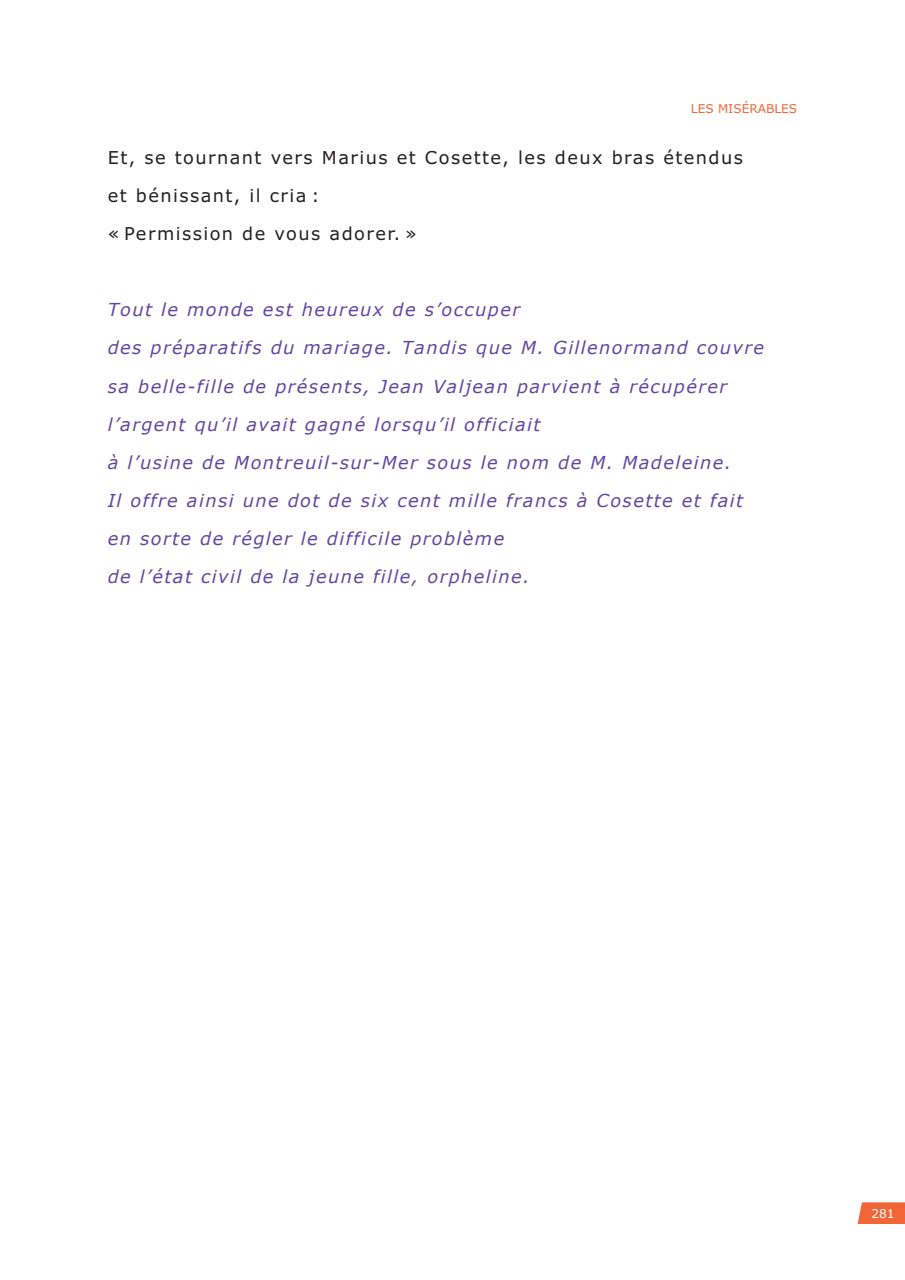 LES MISÉRABLES
Et, se tournant vers Marius et Cosette, les deux bras étendus
et bénissant, il cria :
« Permission de vous adorer. »
Tout le monde est heureux de s’occuper
des préparatifs du mariage. Tandis que M. Gillenormand couvre
sa belle-fille de présents, Jean Valjean parvient à récupérer
l’argent qu’il avait gagné lorsqu’il officiait
à l’usine de Montreuil-sur-Mer sous le nom de M. Madeleine.
Il offre ainsi une dot de six cent mille francs à Cosette et fait
en sorte de régler le difficile problème
de l’état civil de la jeune fille, orpheline.
281